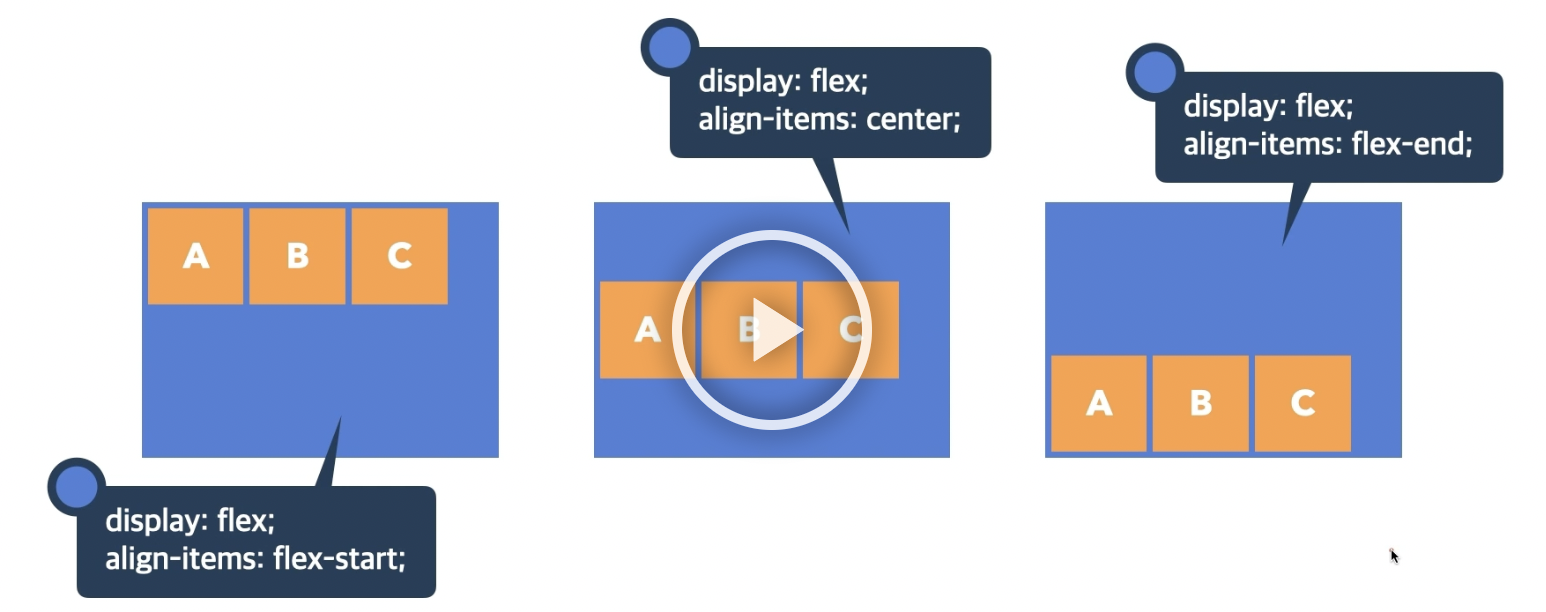 display: flex;
align-items: center;
display: flex;
align-items: flex-end;
A B C
A B C
A B C
display: flex;
align-items: flex-start;